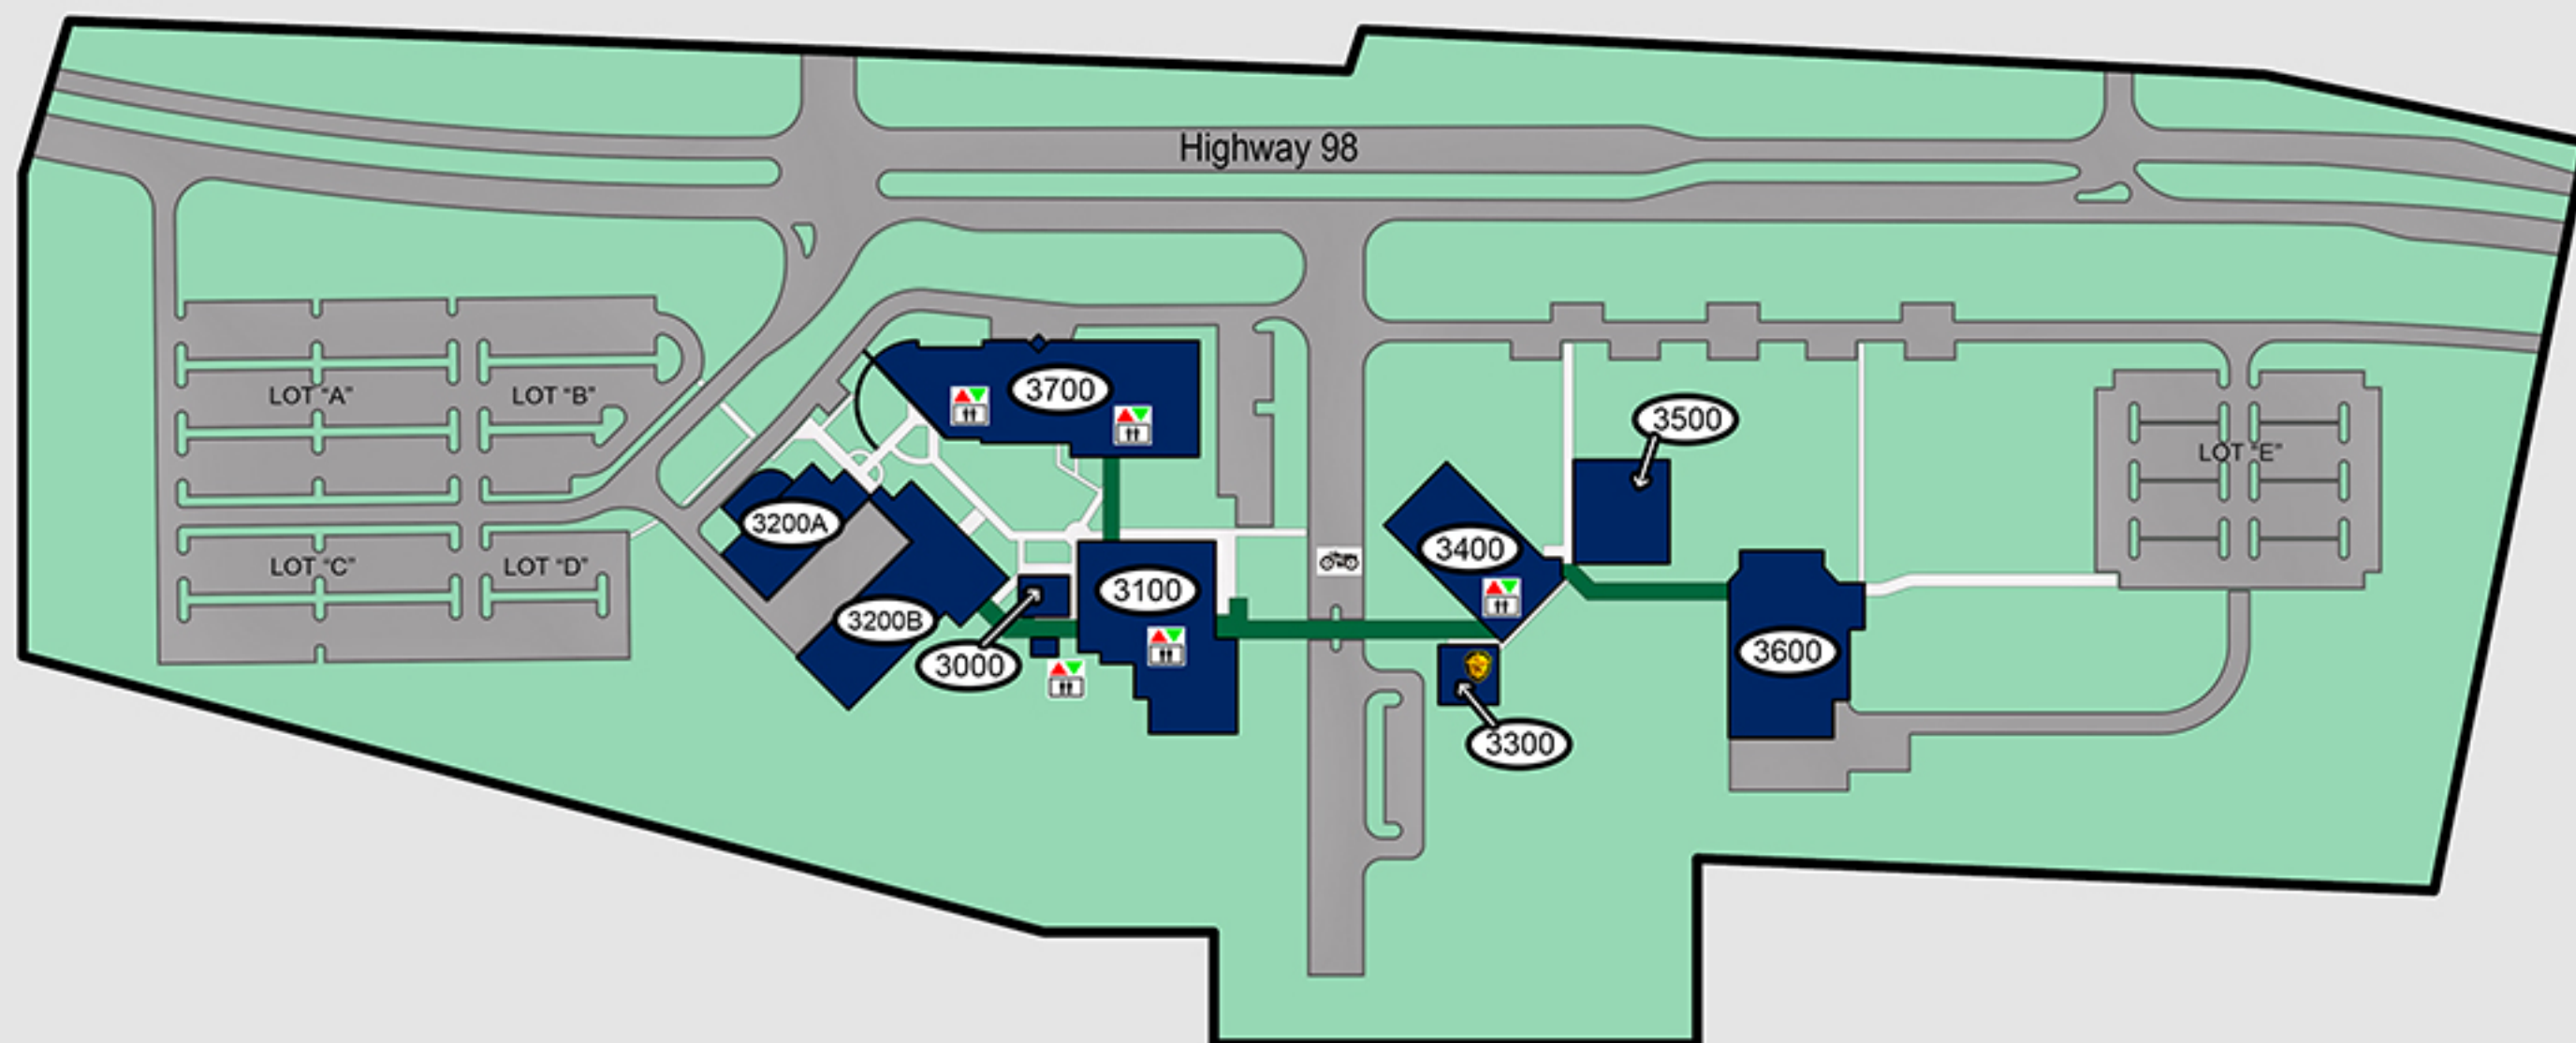 Highway 98
LOT "A"
LOT "B"
3700
3500
LOT "E"
3200A
3400
LOT "C"
LOT "D"
3100
3200B
3000
3600
3300